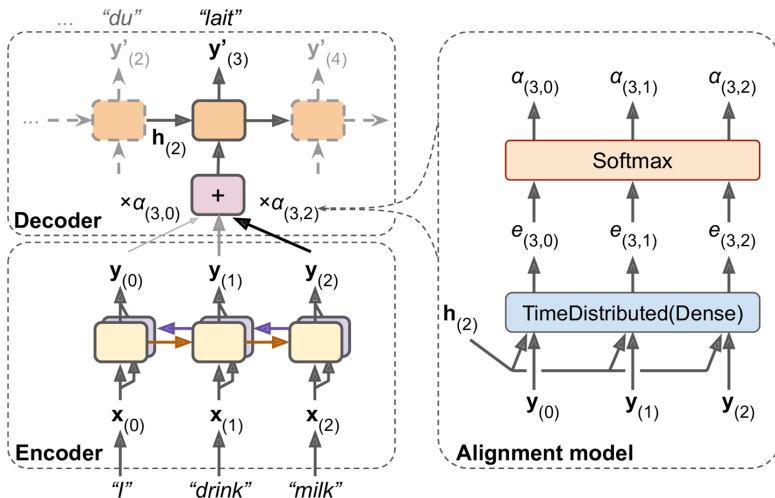 ... "du" "lait"
y'(2) y'(3) y'(4)
...
h(2)
+
×α(3,0) ×α(3,2)
Decoder
y(0) y(1) y(2)
x(0) x(1) x(2)
Encoder
"I" "drink" "milk"
α(3,0) α(3,1) α(3,2)
Softmax
e(3,0) e(3,1) e(3,2)
TimeDistributed(Dense)
h(2)
y(0) y(1) y(2)
Alignment model